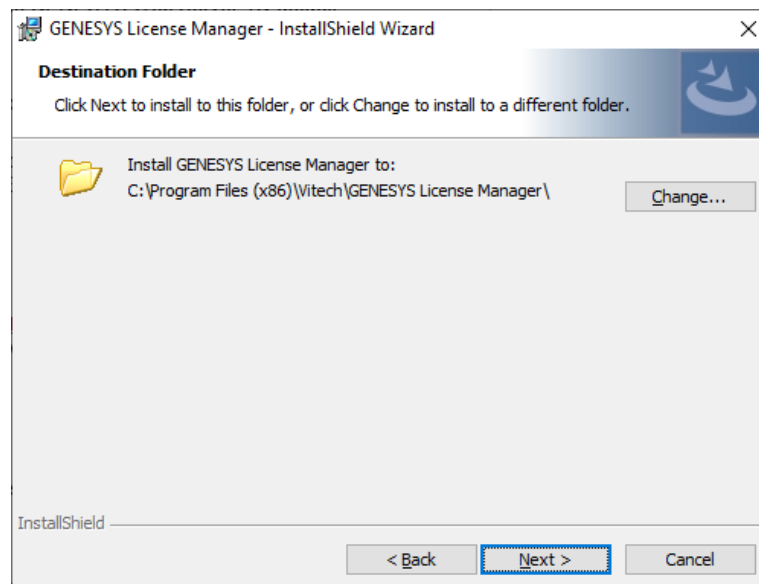 GENESYS License Manager - InstallShield Wizard
Destination Folder
Click Next to install to this folder, or click Change to install to a different folder.
Install GENESYS License Manager to:
C:\Program Files (x86)\Vitech\GENESYS License Manager\
Change...
InstallShield
< Back
Next >
Cancel